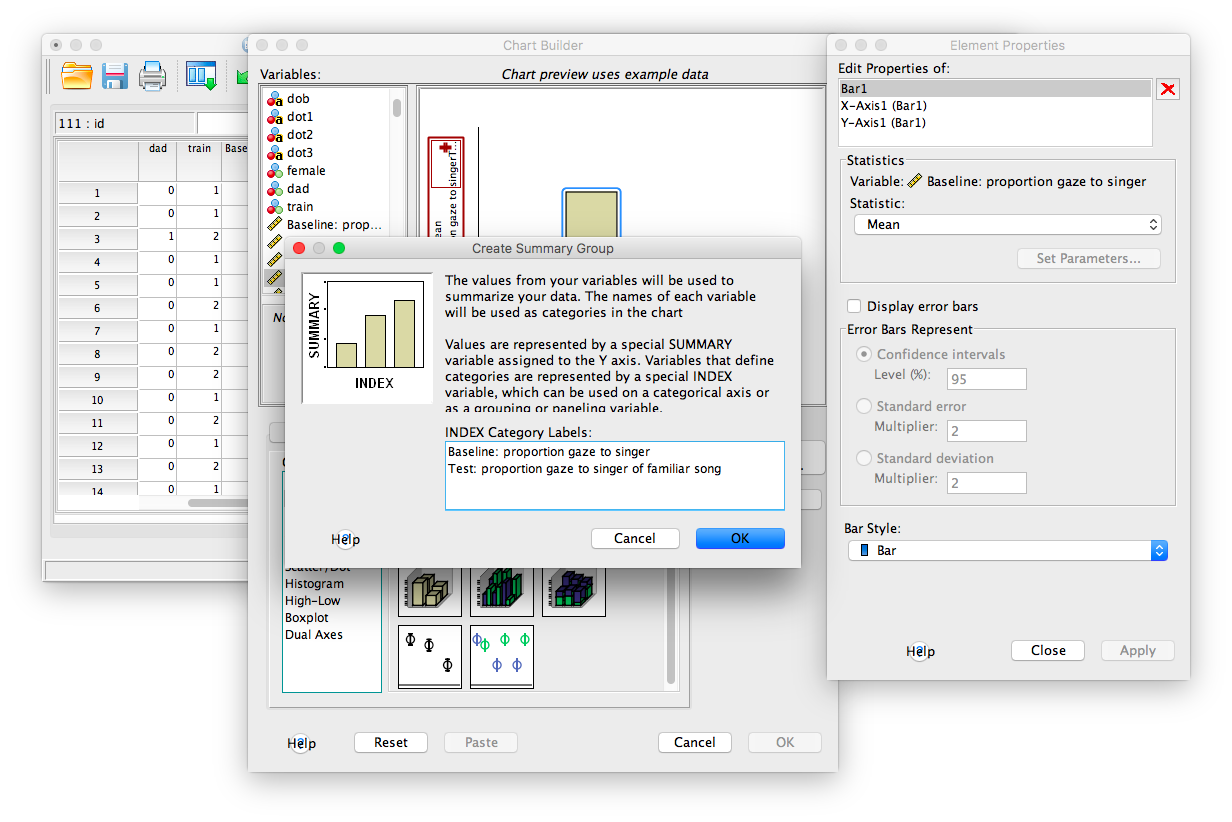 111 : id
dad train Base
1 0 1
2 0 1
3 1 2
4 0 1
5 0 1
6 0 2
7 0 1
8 0 2
9 0 2
10 0 1
11 0 2
12 0 1
13 0 2
14 0 1
Chart Builder
Variables:
Chart preview uses example data
dob
dot1
dot2
dot3
female
dad
train
Baseline: prop...
No
Scatter/Dot
Histogram
High-Low
Boxplot
Dual Axes
Help
Reset
Paste
Cancel
OK
Create Summary Group
SUMMARY
INDEX
The values from your variables will be used to
summarize your data. The names of each variable
will be used as categories in the chart
Values are represented by a special SUMMARY
variable assigned to the Y axis. Variables that define
categories are represented by a special INDEX
variable, which can be used on a categorical axis or
as a grouping or paneling variable.
INDEX Category Labels:
Baseline: proportion gaze to singer
Test: proportion gaze to singer of familiar song
Help
Cancel
OK
Element Properties
Edit Properties of:
Bar1
X-Axis1 (Bar1)
Y-Axis1 (Bar1)
Statistics
Variable: Baseline: proportion gaze to singer
Statistic:
Mean
Set Parameters...
Display error bars
Error Bars Represent
Confidence intervals
Level (%): 95
Standard error
Multiplier: 2
Standard deviation
Multiplier: 2
Bar Style:
Bar
Help
Close
Apply